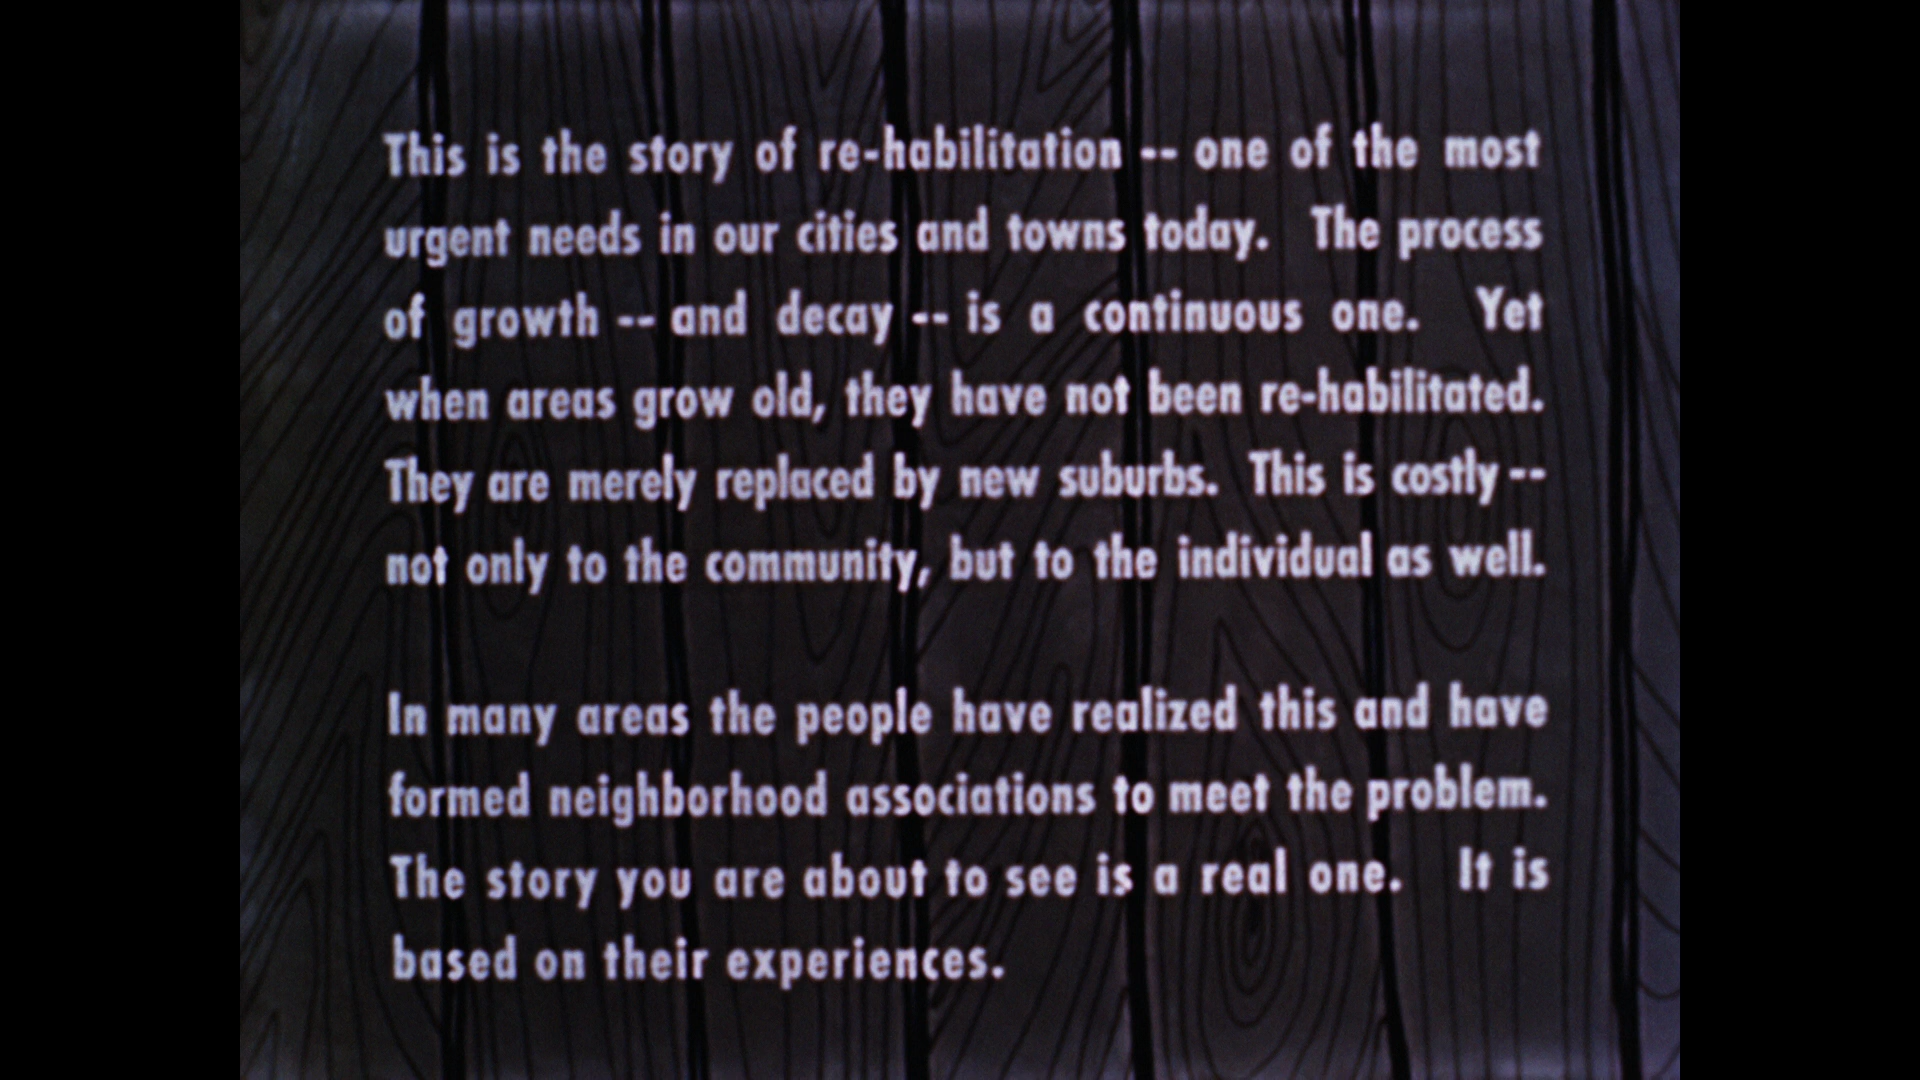 This is the story of re-habilitation -- one of the most
urgent needs in our cities and towns today. The process
of growth -- and decay -- is a continuous one. Yet
when areas grow old, they have not been re-habilitated.
They are merely replaced by new suburbs. This is costly --
not only to the community, but to the individual as well.
In many areas the people have realized this and have
formed neighborhood associations to meet the problem.
The story you are about to see is a real one. It is
based on their experiences.